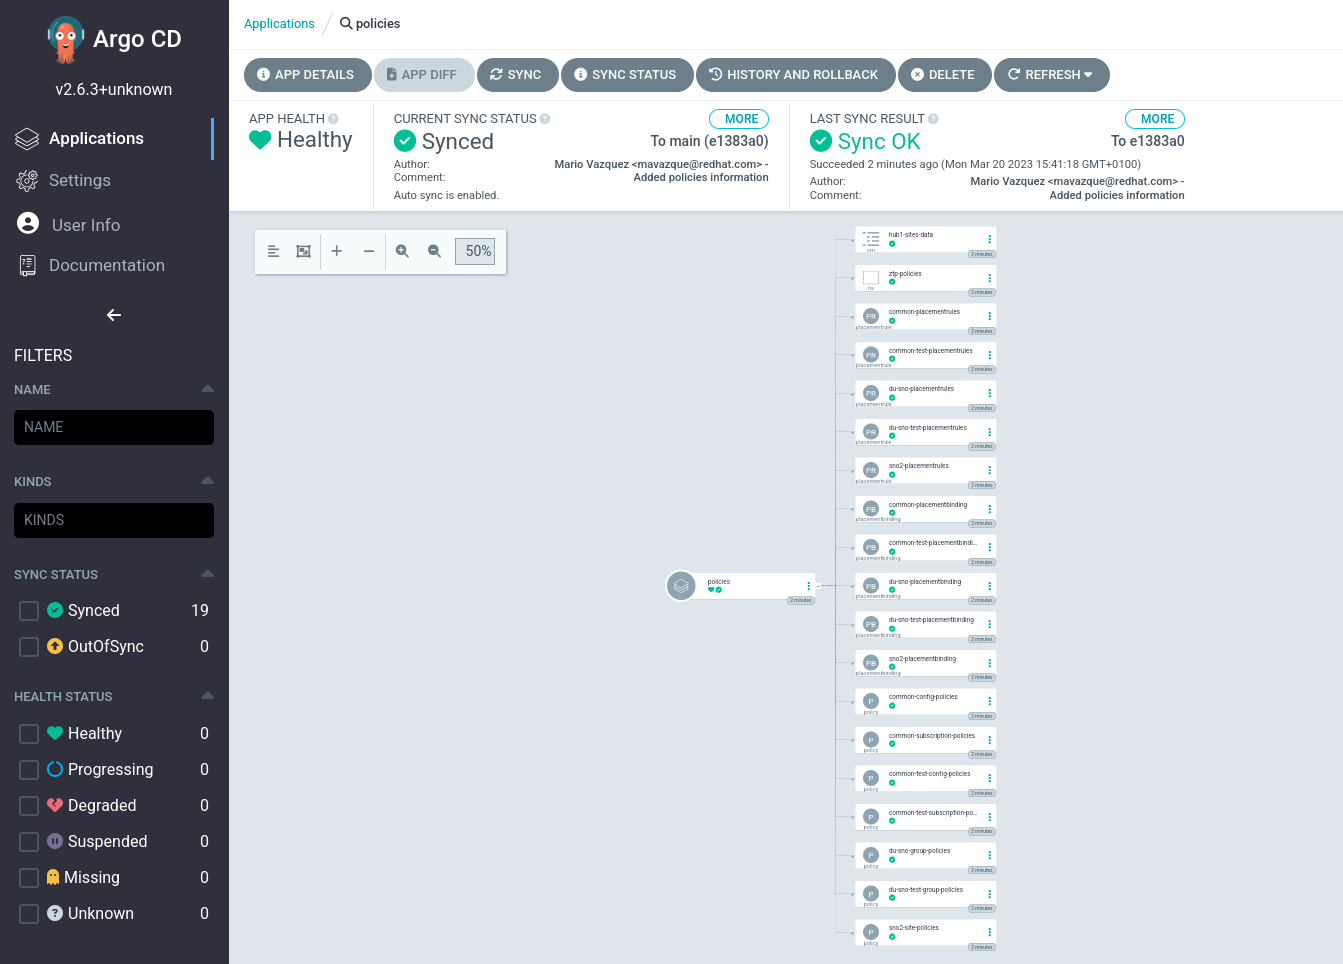 Argo CD
v2.6.3+unknown
Applications
Settings
User Info
Documentation
FILTERS
NAME
NAME
KINDS
KINDS
SYNC STATUS
Synced 19
OutOfSync 0
HEALTH STATUS
Healthy 0
Progressing 0
Degraded 0
Suspended 0
Missing 0
Unknown 0
Applications / policies
APP DETAILS APP DIFF SYNC SYNC STATUS HISTORY AND ROLLBACK DELETE REFRESH
APP HEALTH
Healthy
CURRENT SYNC STATUS MORE
Synced To main (e1383a0)
Author: Mario Vazquez <mavazque@redhat.com> -
Comment: Added policies information
Auto sync is enabled.
LAST SYNC RESULT MORE
Sync OK To e1383a0
Succeeded 2 minutes ago (Mon Mar 20 2023 15:41:18 GMT+0100)
Author: Mario Vazquez <mavazque@redhat.com> -
Comment: Added policies information
50%
policies
2 minutes
hub1-sites-data
cm 2 minutes
ztp-policies
ns 2 minutes
PR common-placementrules
placementrule 2 minutes
PR common-test-placementrules
placementrule 2 minutes
PR du-sno-placementrules
placementrule 2 minutes
PR du-sno-test-placementrules
placementrule 2 minutes
PR sno2-placementrules
placementrule 2 minutes
PB common-placementbinding
placementbinding 2 minutes
PB common-test-placementbindi...
placementbinding 2 minutes
PB du-sno-placementbinding
placementbinding 2 minutes
PB du-sno-test-placementbinding
placementbinding 2 minutes
PB sno2-placementbinding
placementbinding 2 minutes
P common-config-policies
policy 2 minutes
P common-subscription-policies
policy 2 minutes
P common-test-config-policies
policy 2 minutes
P common-test-subscription-po...
policy 2 minutes
P du-sno-group-policies
policy 2 minutes
P du-sno-test-group-policies
policy 2 minutes
P sno2-site-policies
policy 2 minutes